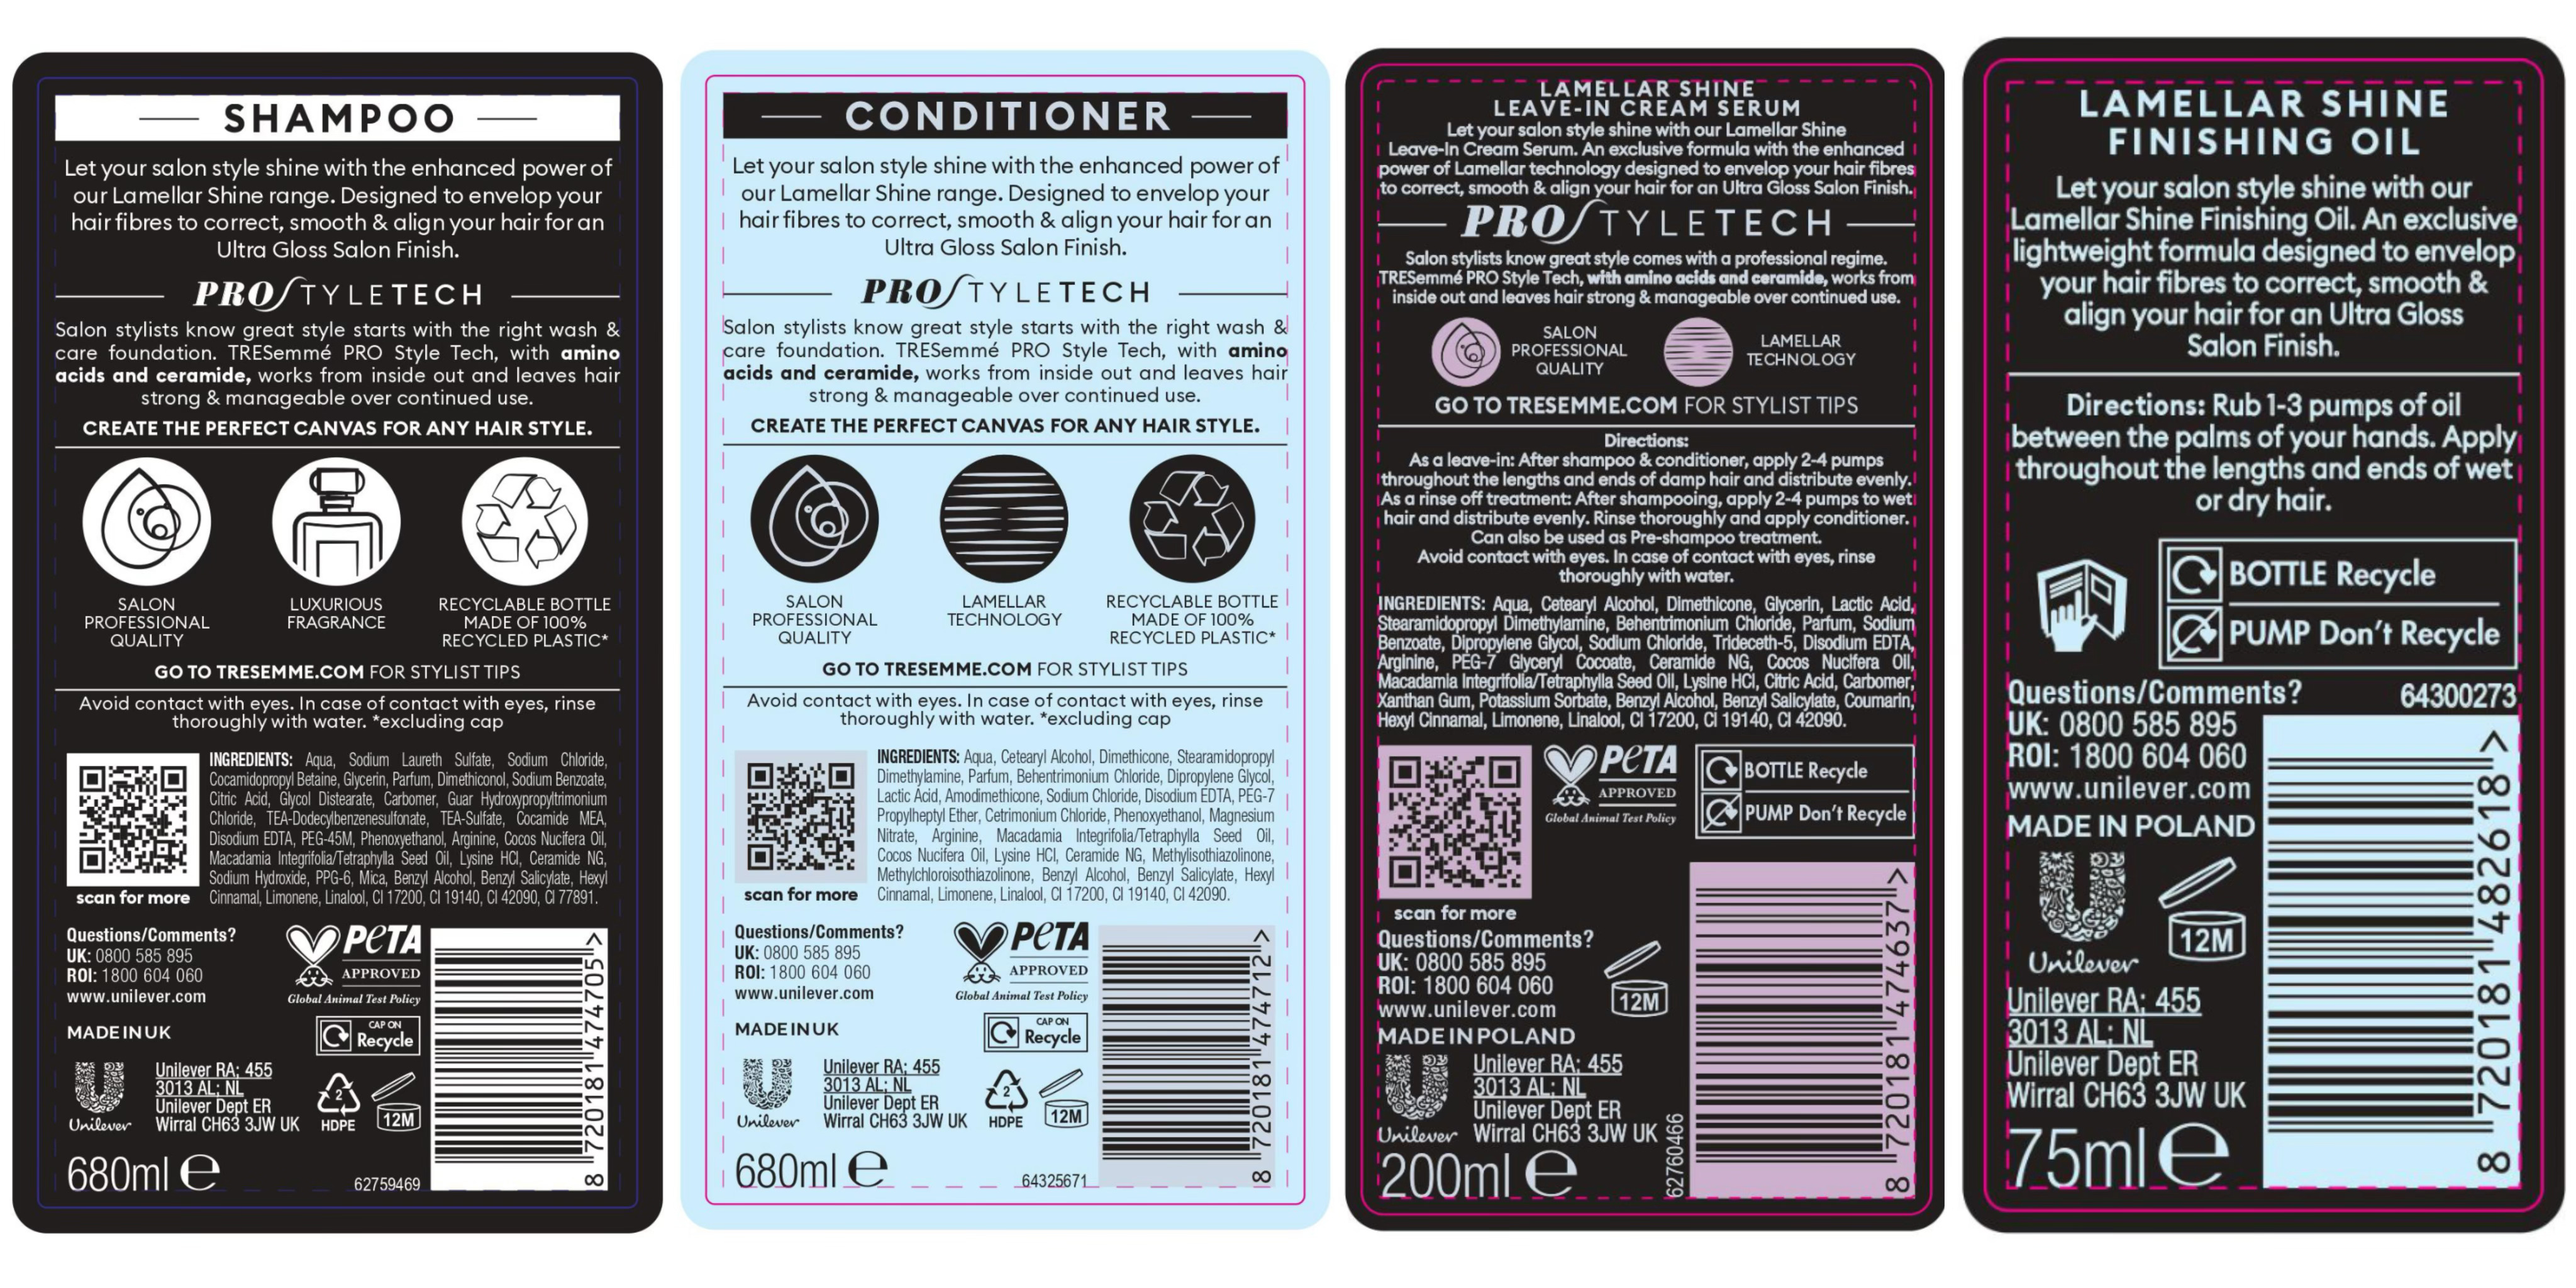 SHAMPOO
Let your salon style shine with the enhanced power of
our Lamellar Shine range. Designed to envelop your
hair fibres to correct, smooth & align your hair for an
Ultra Gloss Salon Finish.
PRO STYLETECH
Salon stylists know great style starts with the right wash &
care foundation. TRESemmé PRO Style Tech, with amino
acids and ceramide, works from inside out and leaves hair
strong & manageable over continued use.
CREATE THE PERFECT CANVAS FOR ANY HAIR STYLE.
SALON
PROFESSIONAL
QUALITY
LUXURIOUS
FRAGRANCE
RECYCLABLE BOTTLE
MADE OF 100%
RECYCLED PLASTIC*
GO TO TRESEMME.COM FOR STYLIST TIPS
Avoid contact with eyes. In case of contact with eyes, rinse
thoroughly with water. *excluding cap
INGREDIENTS: Aqua, Sodium Laureth Sulfate, Sodium Chloride,
Cocamidopropyl Betaine, Glycerin, Parfum, Dimethiconol, Sodium Benzoate,
Citric Acid, Glycol Distearate, Carbomer, Guar Hydroxypropyltrimonium
Chloride, TEA-Dodecylbenzenesulfonate, TEA-Sulfate, Cocamide MEA,
Disodium EDTA, PEG-45M, Phenoxyethanol, Arginine, Cocos Nucifera Oil,
Macadamia Integrifolia/Tetraphylla Seed Oil, Lysine HCl, Ceramide NG,
Sodium Hydroxide, PPG-6, Mica, Benzyl Alcohol, Benzyl Salicylate, Hexyl
Cinnamal, Limonene, Linalool, CI 17200, CI 19140, CI 42090, CI 77891.
scan for more
Questions/Comments?
UK: 0800 585 895
ROI: 1800 604 060
www.unilever.com
PETA
APPROVED
Global Animal Test Policy
MADE IN UK
CAP ON
Recycle
Unilever
Unilever RA; 455
3013 AL; NL
Unilever Dept ER
Wirral CH63 3JW UK
2
HDPE
12M
680ml e
62759469
8 720181 474705 >
CONDITIONER
Let your salon style shine with the enhanced power of
our Lamellar Shine range. Designed to envelop your
hair fibres to correct, smooth & align your hair for an
Ultra Gloss Salon Finish.
PRO STYLETECH
Salon stylists know great style starts with the right wash &
care foundation. TRESemmé PRO Style Tech, with amino
acids and ceramide, works from inside out and leaves hair
strong & manageable over continued use.
CREATE THE PERFECT CANVAS FOR ANY HAIR STYLE.
SALON
PROFESSIONAL
QUALITY
LAMELLAR
TECHNOLOGY
RECYCLABLE BOTTLE
MADE OF 100%
RECYCLED PLASTIC*
GO TO TRESEMME.COM FOR STYLIST TIPS
Avoid contact with eyes. In case of contact with eyes, rinse
thoroughly with water. *excluding cap
INGREDIENTS: Aqua, Cetearyl Alcohol, Dimethicone, Stearamidopropyl
Dimethylamine, Parfum, Behentrimonium Chloride, Dipropylene Glycol,
Lactic Acid, Amodimethicone, Sodium Chloride, Disodium EDTA, PEG-7
Propylheptyl Ether, Cetrimonium Chloride, Phenoxyethanol, Magnesium
Nitrate, Arginine, Macadamia Integrifolia/Tetraphylla Seed Oil,
Cocos Nucifera Oil, Lysine HCl, Ceramide NG, Methylisothiazolinone,
Methylchloroisothiazolinone, Benzyl Alcohol, Benzyl Salicylate, Hexyl
Cinnamal, Limonene, Linalool, CI 17200, CI 19140, CI 42090.
scan for more
Questions/Comments?
UK: 0800 585 895
ROI: 1800 604 060
www.unilever.com
PETA
APPROVED
Global Animal Test Policy
MADE IN UK
CAP ON
Recycle
Unilever
Unilever RA; 455
3013 AL; NL
Unilever Dept ER
Wirral CH63 3JW UK
2
HDPE
12M
680ml e
64325671
8 720181 474712 >
LAMELLAR SHINE
LEAVE-IN CREAM SERUM
Let your salon style shine with our Lamellar Shine
Leave-In Cream Serum. An exclusive formula with the enhanced
power of Lamellar technology designed to envelop your hair fibres
to correct, smooth & align your hair for an Ultra Gloss Salon Finish.
PRO STYLETECH
Salon stylists know great style comes with a professional regime.
TRESemmé PRO Style Tech, with amino acids and ceramide, works from
inside out and leaves hair strong & manageable over continued use.
SALON
PROFESSIONAL
QUALITY
LAMELLAR
TECHNOLOGY
GO TO TRESEMME.COM FOR STYLIST TIPS
Directions:
As a leave-in: After shampoo & conditioner, apply 2-4 pumps
throughout the lengths and ends of damp hair and distribute evenly.
As a rinse off treatment: After shampooing, apply 2-4 pumps to wet
hair and distribute evenly. Rinse thoroughly and apply conditioner.
Can also be used as Pre-shampoo treatment.
Avoid contact with eyes. In case of contact with eyes, rinse
thoroughly with water.
INGREDIENTS: Aqua, Cetearyl Alcohol, Dimethicone, Glycerin, Lactic Acid,
Stearamidopropyl Dimethylamine, Behentrimonium Chloride, Parfum, Sodium
Benzoate, Dipropylene Glycol, Sodium Chloride, Trideceth-5, Disodium EDTA,
Arginine, PEG-7 Glyceryl Cocoate, Ceramide NG, Cocos Nucifera Oil,
Macadamia Integrifolia/Tetraphylla Seed Oil, Lysine HCl, Citric Acid, Carbomer,
Xanthan Gum, Potassium Sorbate, Benzyl Alcohol, Benzyl Salicylate, Coumarin,
Hexyl Cinnamal, Limonene, Linalool, CI 17200, CI 19140, CI 42090.
PETA
APPROVED
Global Animal Test Policy
BOTTLE Recycle
PUMP Don't Recycle
scan for more
Questions/Comments?
UK: 0800 585 895
ROI: 1800 604 060
www.unilever.com
12M
MADE IN POLAND
Unilever
Unilever RA; 455
3013 AL; NL
Unilever Dept ER
Wirral CH63 3JW UK
200ml e
62760466
8 720181 474637 >
LAMELLAR SHINE
FINISHING OIL
Let your salon style shine with our
Lamellar Shine Finishing Oil. An exclusive
lightweight formula designed to envelop
your hair fibres to correct, smooth &
align your hair for an Ultra Gloss
Salon Finish.
Directions: Rub 1-3 pumps of oil
between the palms of your hands. Apply
throughout the lengths and ends of wet
or dry hair.
BOTTLE Recycle
PUMP Don't Recycle
Questions/Comments?
64300273
UK: 0800 585 895
ROI: 1800 604 060
www.unilever.com
MADE IN POLAND
Unilever
12M
Unilever RA; 455
3013 AL; NL
Unilever Dept ER
Wirral CH63 3JW UK
75ml e
8 720181 482618 >